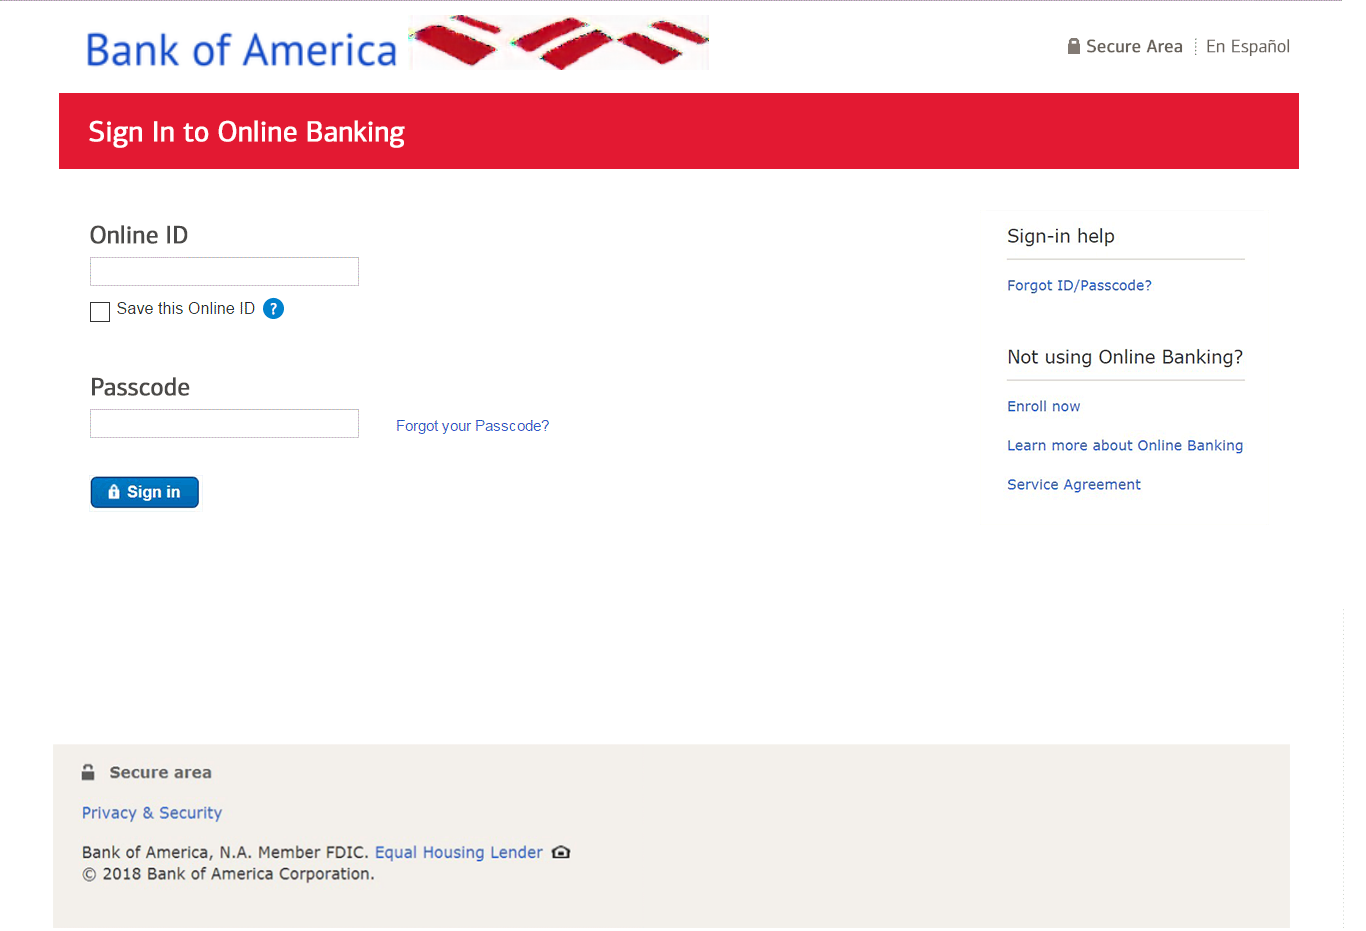 Bank of America
Secure Area
En Español
Sign In to Online Banking
Online ID
Save this Online ID ?
Passcode
Forgot your Passcode?
Sign in
Sign-in help
Forgot ID/Passcode?
Not using Online Banking?
Enroll now
Learn more about Online Banking
Service Agreement
Secure area
Privacy & Security
Bank of America, N.A. Member FDIC. Equal Housing Lender
© 2018 Bank of America Corporation.